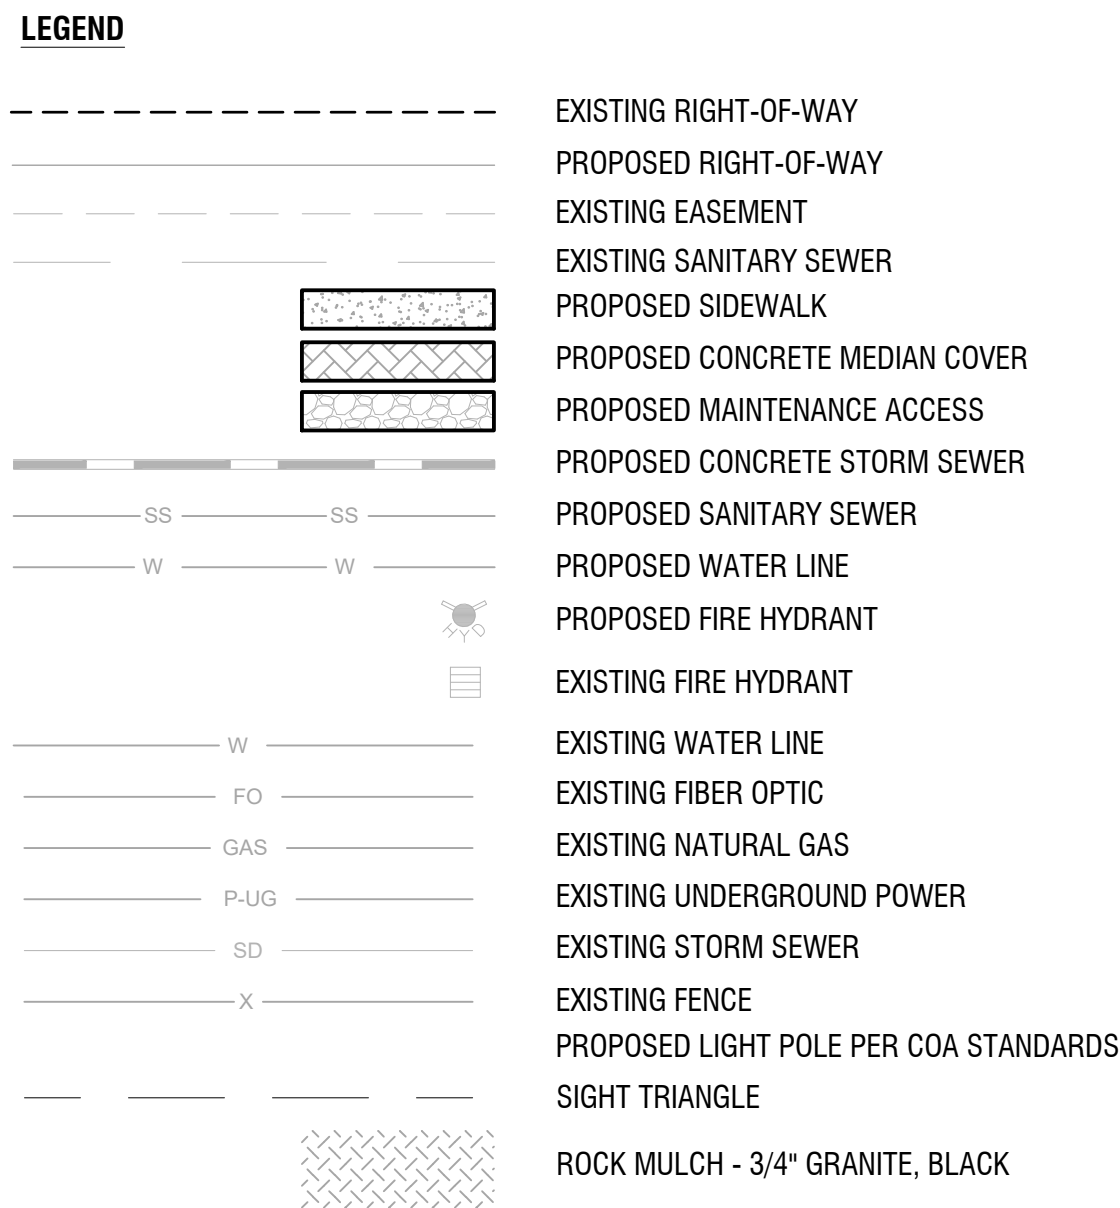 LEGEND
EXISTING RIGHT-OF-WAY
PROPOSED RIGHT-OF-WAY
EXISTING EASEMENT
EXISTING SANITARY SEWER
PROPOSED SIDEWALK
PROPOSED CONCRETE MEDIAN COVER
PROPOSED MAINTENANCE ACCESS
PROPOSED CONCRETE STORM SEWER
SS SS PROPOSED SANITARY SEWER
W W PROPOSED WATER LINE
HYD PROPOSED FIRE HYDRANT
EXISTING FIRE HYDRANT
W EXISTING WATER LINE
FO EXISTING FIBER OPTIC
GAS EXISTING NATURAL GAS
P-UG EXISTING UNDERGROUND POWER
SD EXISTING STORM SEWER
X EXISTING FENCE
PROPOSED LIGHT POLE PER COA STANDARDS
SIGHT TRIANGLE
ROCK MULCH - 3/4" GRANITE, BLACK